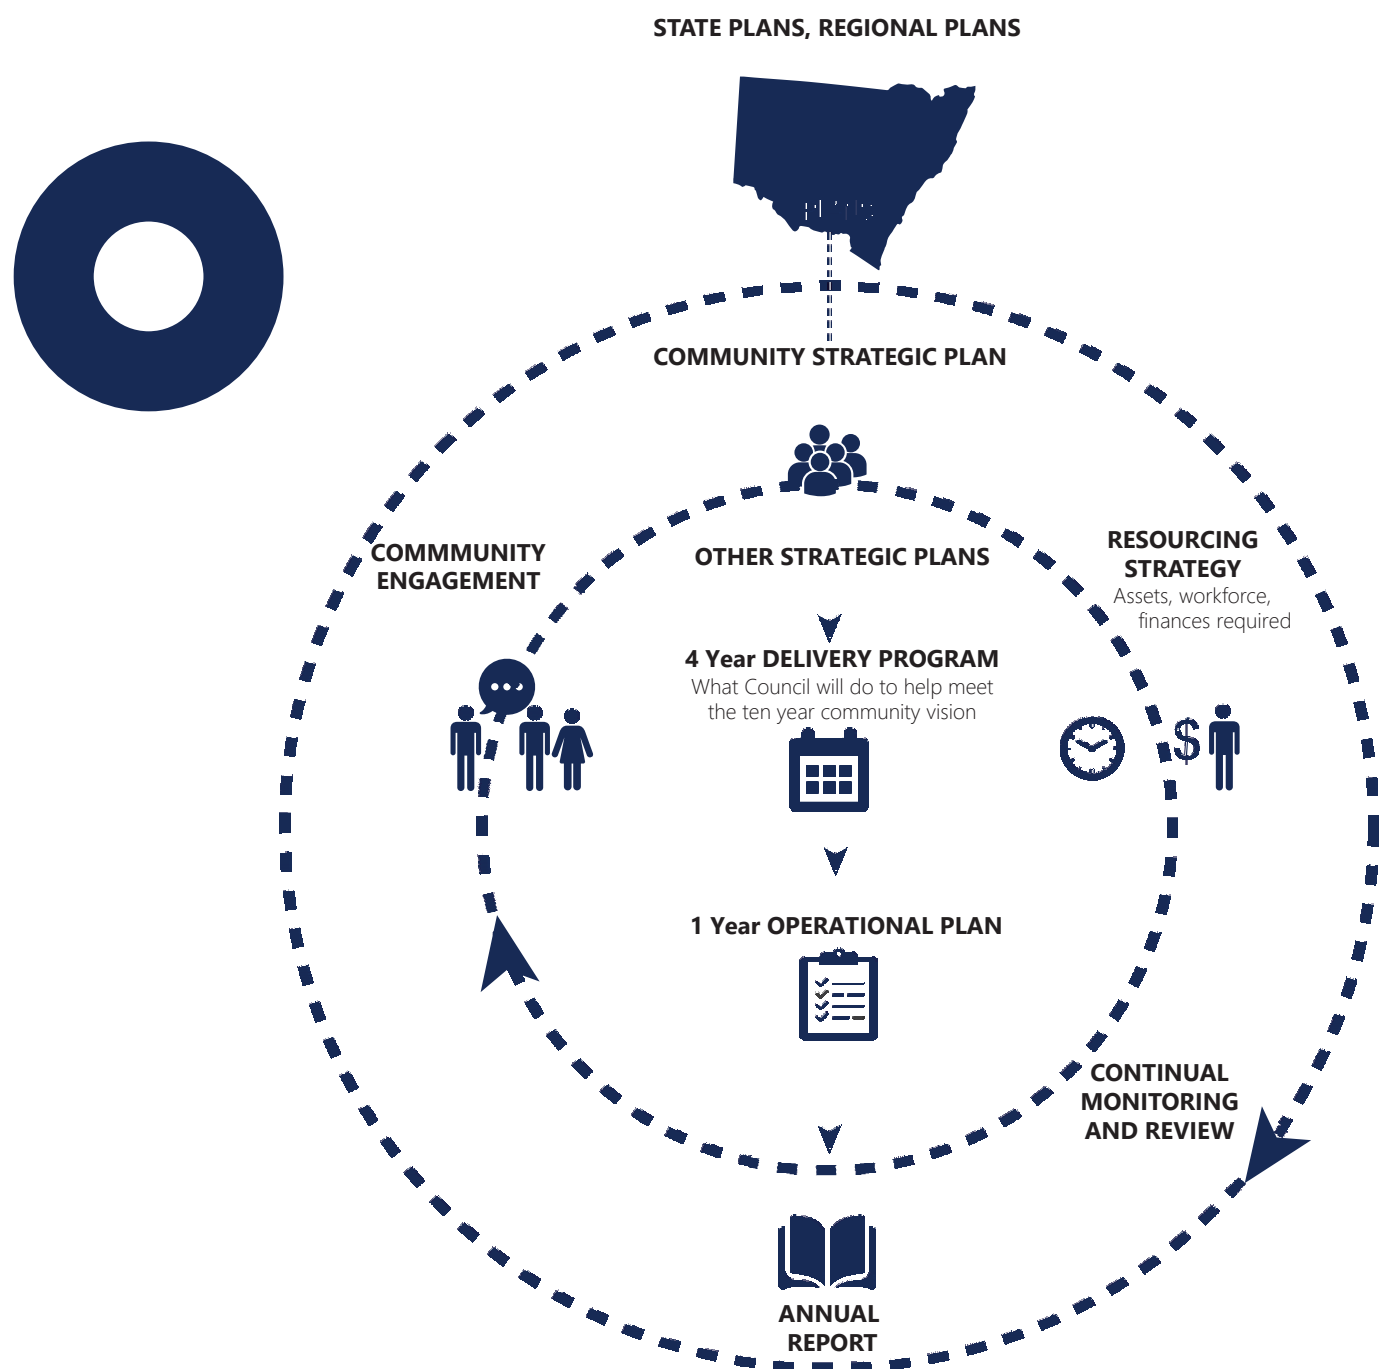 STATE PLANS, REGIONAL PLANS
COMMUNITY STRATEGIC PLAN
COMMMUNITY
ENGAGEMENT
OTHER STRATEGIC PLANS
RESOURCING
STRATEGY
Assets, workforce,
finances required
4 Year DELIVERY PROGRAM
What Council will do to help meet
the ten year community vision
$
1 Year OPERATIONAL PLAN
CONTINUAL
MONITORING
AND REVIEW
ANNUAL
REPORT